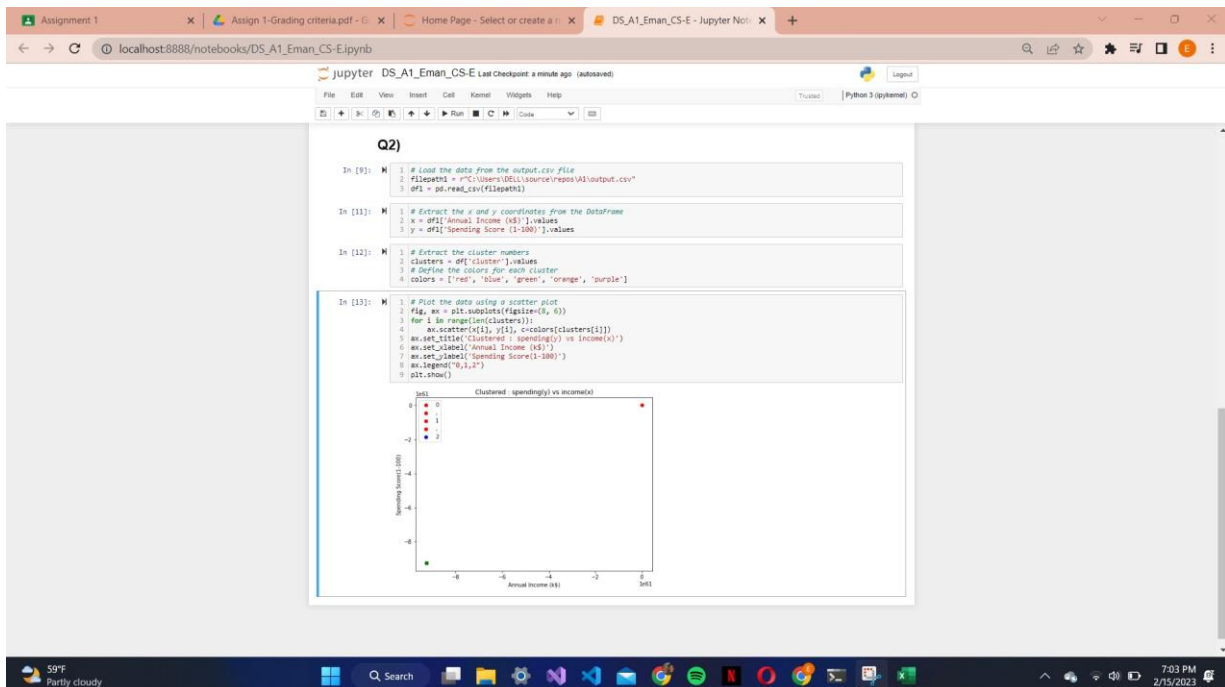 Assignment 1
Assign 1-Grading criteria.pdf - G
Home Page - Select or create a n
DS_A1_Eman_CS-E - Jupyter Not
localhost:8888/notebooks/DS_A1_Eman_CS-E.ipynb
E
jupyter DS_A1_Eman_CS-E Last Checkpoint: a minute ago (autosaved)
Logout
File Edit View Insert Cell Kernel Widgets Help
Trusted
Python 3 (ipykernel)
Run
Code
Q2)
In [9]:
1 # Load the data from the output.csv file
2 filepath1 = r"C:\Users\DELL\source\repos\AI\output.csv"
3 df1 = pd.read_csv(filepath1)
In [11]:
1 # Extract the x and y coordinates from the DataFrame
2 x = df1['Annual Income (k$)'].values
3 y = df1['Spending Score (1-100)'].values
In [12]:
1 # Extract the cluster numbers
2 clusters = df['cluster'].values
3 # Define the colors for each cluster
4 colors = ['red', 'blue', 'green', 'orange', 'purple']
In [13]:
1 # Plot the data using a scatter plot
2 fig, ax = plt.subplots(figsize=(8, 6))
3 for i in range(len(clusters)):
4 ax.scatter(x[i], y[i], c=colors[clusters[i]])
5 ax.set_title('Clustered : spending(y) vs income(x)')
6 ax.set_xlabel('Annual Income (k$)')
7 ax.set_ylabel('Spending Score(1-100)')
8 ax.legend("0,1,2")
9 plt.show()
1e61
Clustered : spending(y) vs income(x)
0
,
1
,
2
0
−2
−4
−6
−8
Spending Score(1-100)
−8 −6 −4 −2 0
Annual Income (k$)
1e61
59°F
Partly cloudy
Search
7:03 PM
2/15/2023